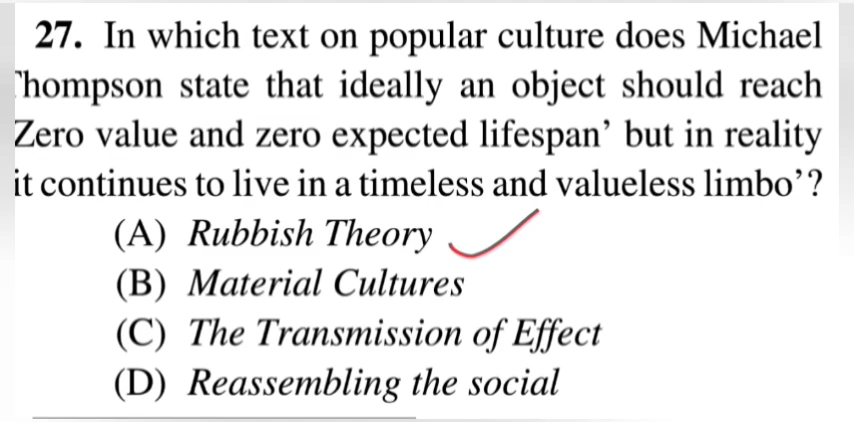 27. In which text on popular culture does Michael
Thompson state that ideally an object should reach
Zero value and zero expected lifespan’ but in reality
it continues to live in a timeless and valueless limbo’?
(A) Rubbish Theory
(B) Material Cultures
(C) The Transmission of Effect
(D) Reassembling the social